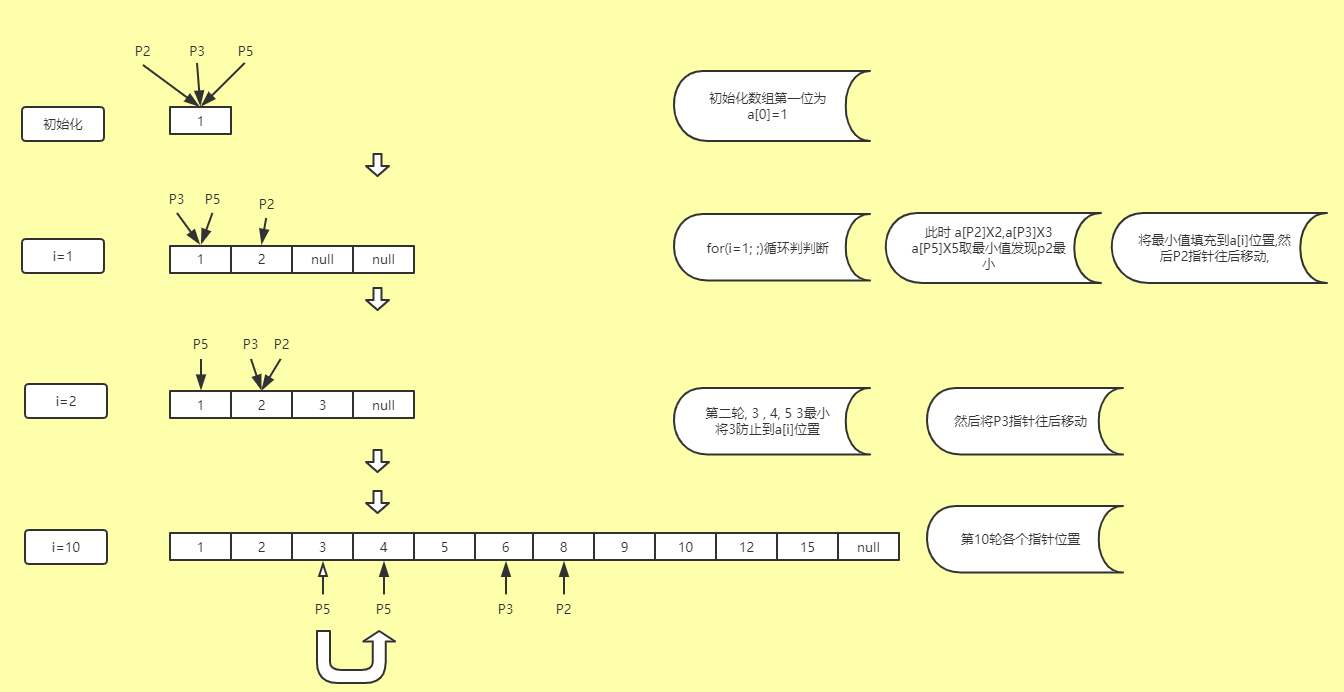 P2 P3 P5
初始化
1
初始化数组第一位为
a[0]=1
P3 P5 P2
i=1
1 2 null null
for(i=1; ;)循环判判断
此时 a[P2]X2,a[P3]X3
a[P5]X5取最小值发现p2最
小
将最小值填充到a[i]位置,然
后P2指针往后移动,
P5 P3 P2
i=2
1 2 3 null
第二轮, 3 , 4, 5 3最小
将3防止到a[i]位置
然后将P3指针往后移动
i=10
1 2 3 4 5 6 8 9 10 12 15 null
第10轮各个指针位置
P5 P5 P3 P2